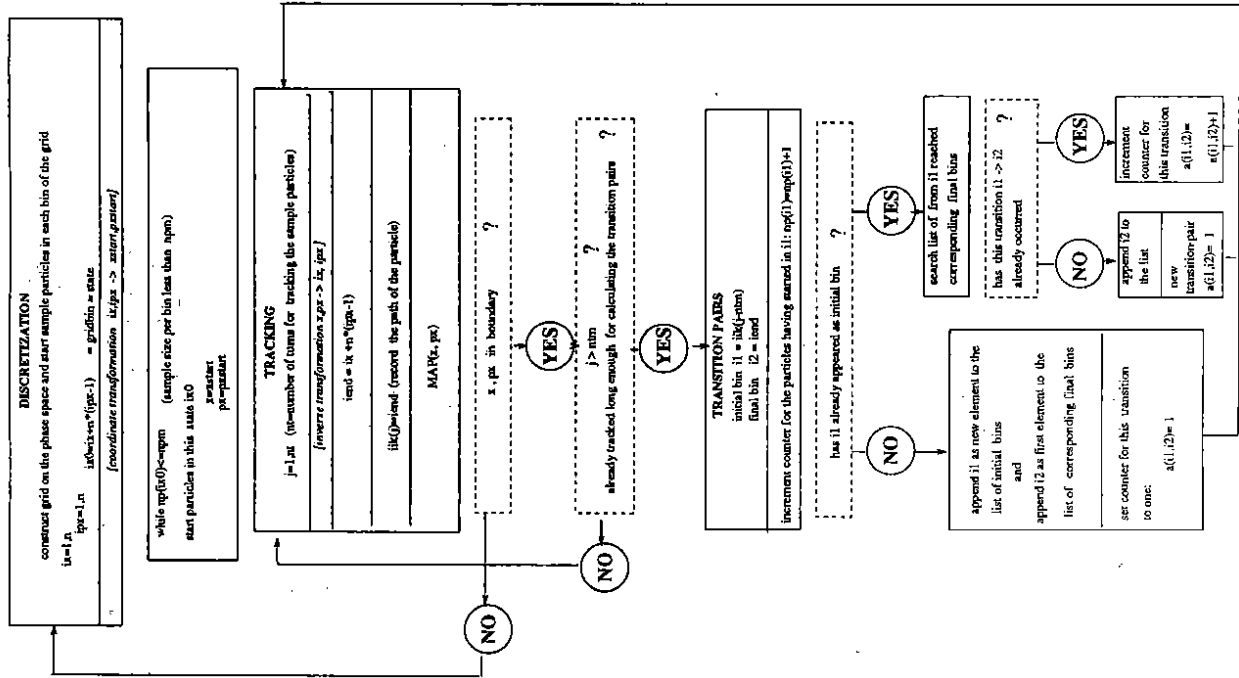 DISCRETIZATION
construct grid on the phase space and start sample particles in each bin of the grid
ix=1,n
ipx=1,n
ix0=ix+n*(ipx-1) = gridbin = state
[coordinate transformation ix,ipx -> xstart,pxstart]
while np(ix0)<=npm (sample size per bin less than npm)
start particles in this state ix0
x=xstart
px=pxstart
TRACKING
j=1,nt (nt=number of turns for tracking the sample particles)
[inverse transformation x,px -> ix, ipx ]
iend = ix +n*(ipx-1)
iik(j)=iend (record the path of the particle)
MAP(x, px)
x , px in boundary ?
NO
YES
j > ntm ?
already tracked long enough for calculating the transition pairs ?
NO
YES
TRANSITION PAIRS
initial bin i1 = iik(j-ntm)
final bin i2 = iend
increment counter for the particles having started in i1: np(i1)=np(i1)+1
has i1 already appeared as initial bin ?
NO
YES
append i1 as new element to the
list of initial bins
and
append i2 as first element to the
list of corresponding final bins
set counter for this transition
to one:
a(i1,i2)= 1
search list of from i1 reached
corresponding final bins
has this transition i1 -> i2 ?
already occurred
NO
YES
append i2 to
the list
new
transition-pair
a(i1,i2)= 1
increment
counter for
this transition
a(i1,i2)=
a(i1,i2)+1